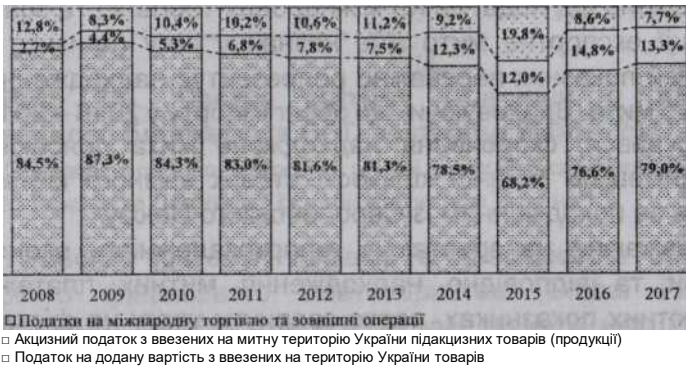 12,8% 8,3% 10,4% 10,2% 10,6% 11,2% 9,2% 19,8% 8,6% 7,7%
2,7% 4,4% 5,3% 6,8% 7,8% 7,5% 12,3% 12,0% 14,8% 13,3%
84,5% 87,3% 84,3% 83,0% 81,6% 81,3% 78,5% 68,2% 76,6% 79,0%
2008 2009 2010 2011 2012 2013 2014 2015 2016 2017
□ Податки на міжнародну торгівлю та зовнішні операції
□ Акцизний податок з ввезених на митну територію України підакцизних товарів (продукції)
□ Податок на додану вартість з ввезених на територію України товарів